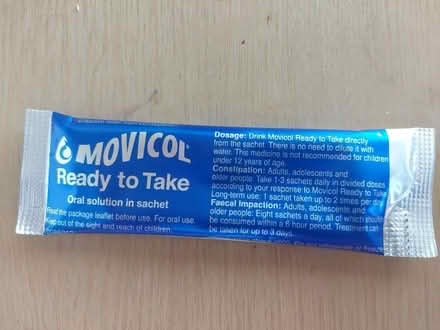 MOVICOL®
Ready to Take
Oral solution in sachet
Read the package leaflet before use. For oral use.
Keep out of the sight and reach of children.
Dosage: Drink Movicol Ready to Take directly
from the sachet. There is no need to dilute it with
water. This medicine is not recommended for children
under 12 years of age.
Constipation: Adults, adolescents and
older people: Take 1-3 sachets daily in divided doses
according to your response to Movicol Ready to Take.
Long-term use: 1 sachet taken up to 2 times per day.
Faecal Impaction: Adults, adolescents and
older people: Eight sachets a day, all of which should
be consumed within a 6 hour period. Treatment can
be taken for up to 3 days.